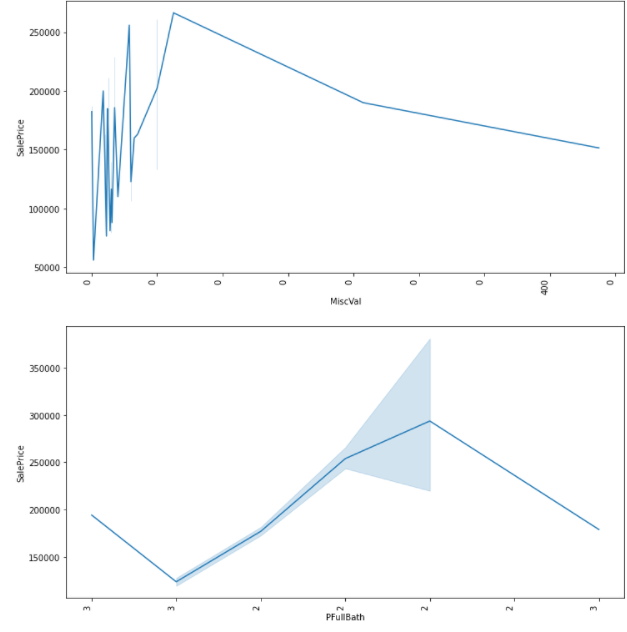 250000
200000
150000
100000
50000
SalePrice
0 0 0 0 0 0 0 400 0
MiscVal
350000
300000
250000
200000
150000
SalePrice
3 3 2 2 2 2 3
PFullBath